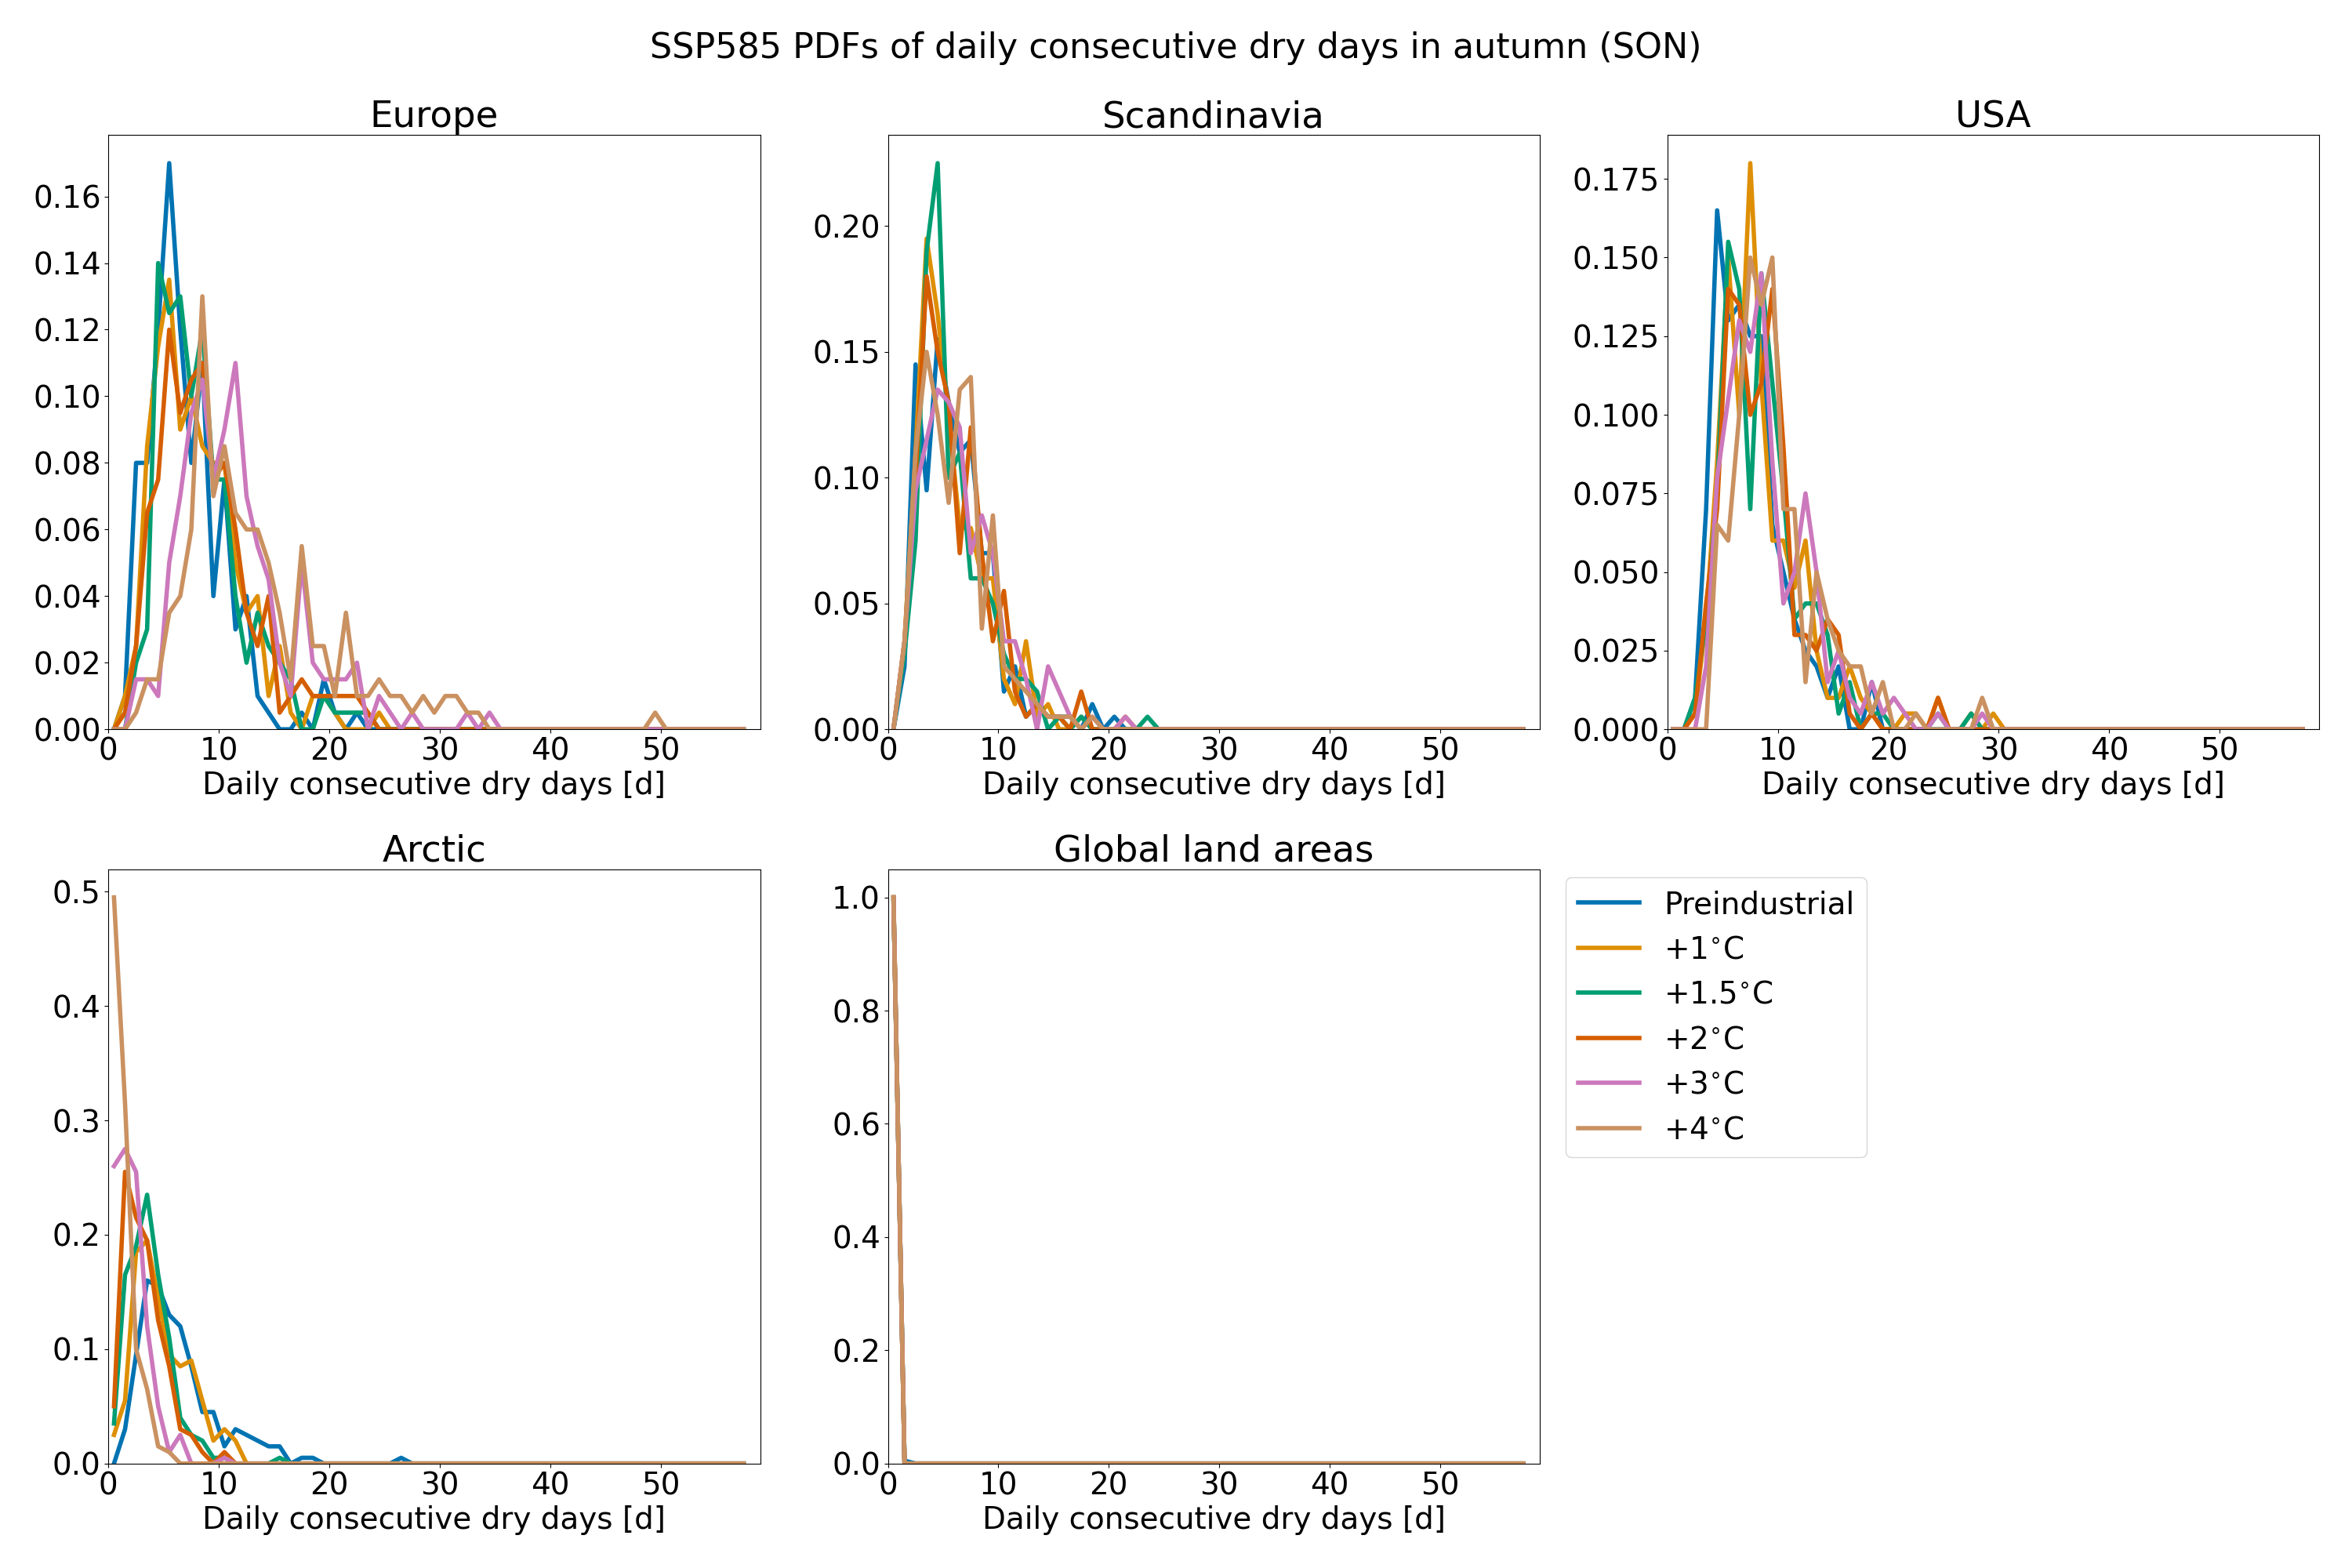 SSP585 PDFs of daily consecutive dry days in autumn (SON)
Europe
0.16
0.14
0.12
0.10
0.08
0.06
0.04
0.02
0.00
0 10 20 30 40 50
Daily consecutive dry days [d]
Scandinavia
0.20
0.15
0.10
0.05
0.00
0 10 20 30 40 50
Daily consecutive dry days [d]
USA
0.175
0.150
0.125
0.100
0.075
0.050
0.025
0.000
0 10 20 30 40 50
Daily consecutive dry days [d]
Arctic
0.5
0.4
0.3
0.2
0.1
0.0
0 10 20 30 40 50
Daily consecutive dry days [d]
Global land areas
1.0
0.8
0.6
0.4
0.2
0.0
0 10 20 30 40 50
Daily consecutive dry days [d]
Preindustrial
+1°C
+1.5°C
+2°C
+3°C
+4°C